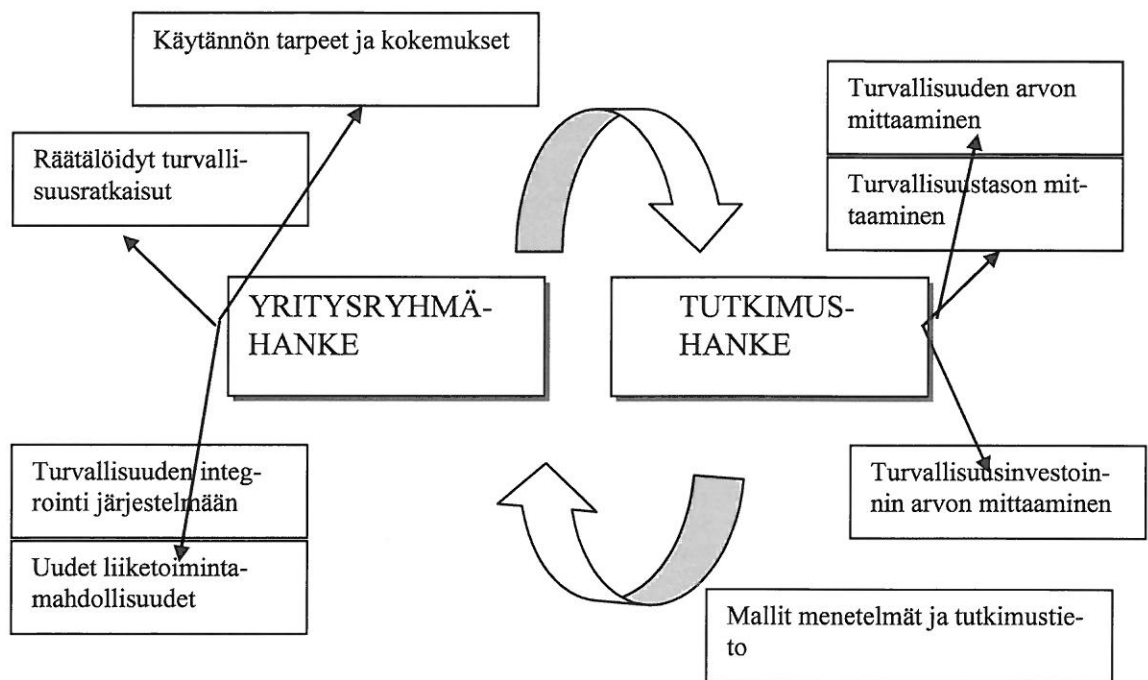 Käytännön tarpeet ja kokemukset
Turvallisuuden arvon
mittaaminen
Räätälöidyt turvalli-
suusratkaisut
Turvallisuustason mit-
taaminen
YRITYSRYHMÄ-
HANKE
TUTKIMUS-
HANKE
Turvallisuuden integ-
rointi järjestelmään
Turvallisuusinvestoin-
nin arvon mittaaminen
Uudet liiketoiminta-
mahdollisuudet
Mallit menetelmät ja tutkimustie-
to